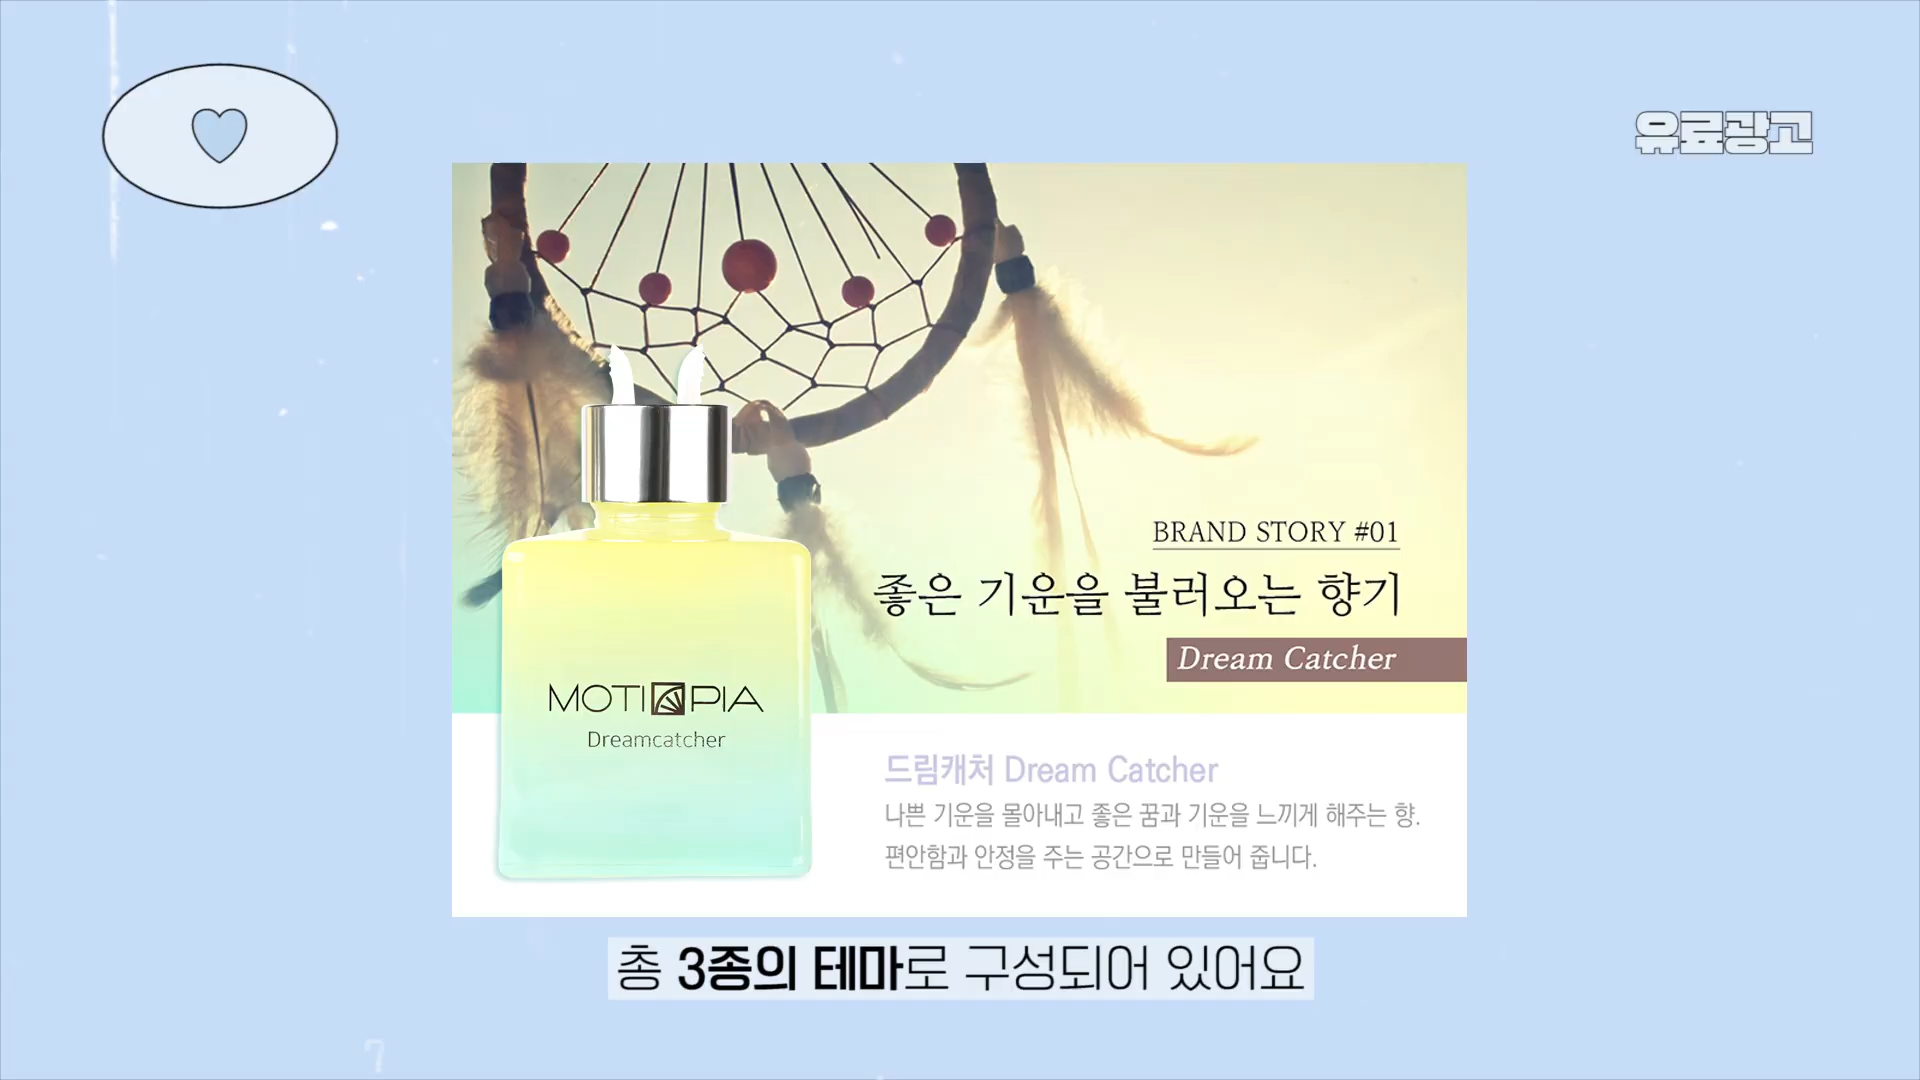 유료광고
BRAND STORY #01
좋은 기운을 불러오는 향기
Dream Catcher
MOTIPIA
Dreamcatcher
드림캐처 Dream Catcher
나쁜 기운을 몰아내고 좋은 꿈과 기운을 느끼게 해주는 향.
편안함과 안정을 주는 공간으로 만들어 줍니다.
총 3종의 테마로 구성되어 있어요
7